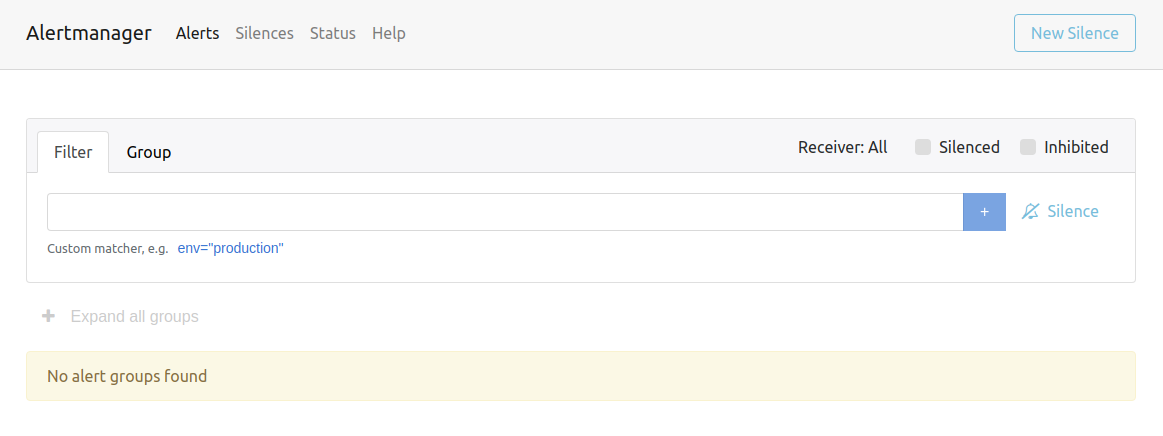 Alertmanager Alerts Silences Status Help New Silence
Filter Group Receiver: All Silenced Inhibited
+ Silence
Custom matcher, e.g. env="production"
+ Expand all groups
No alert groups found